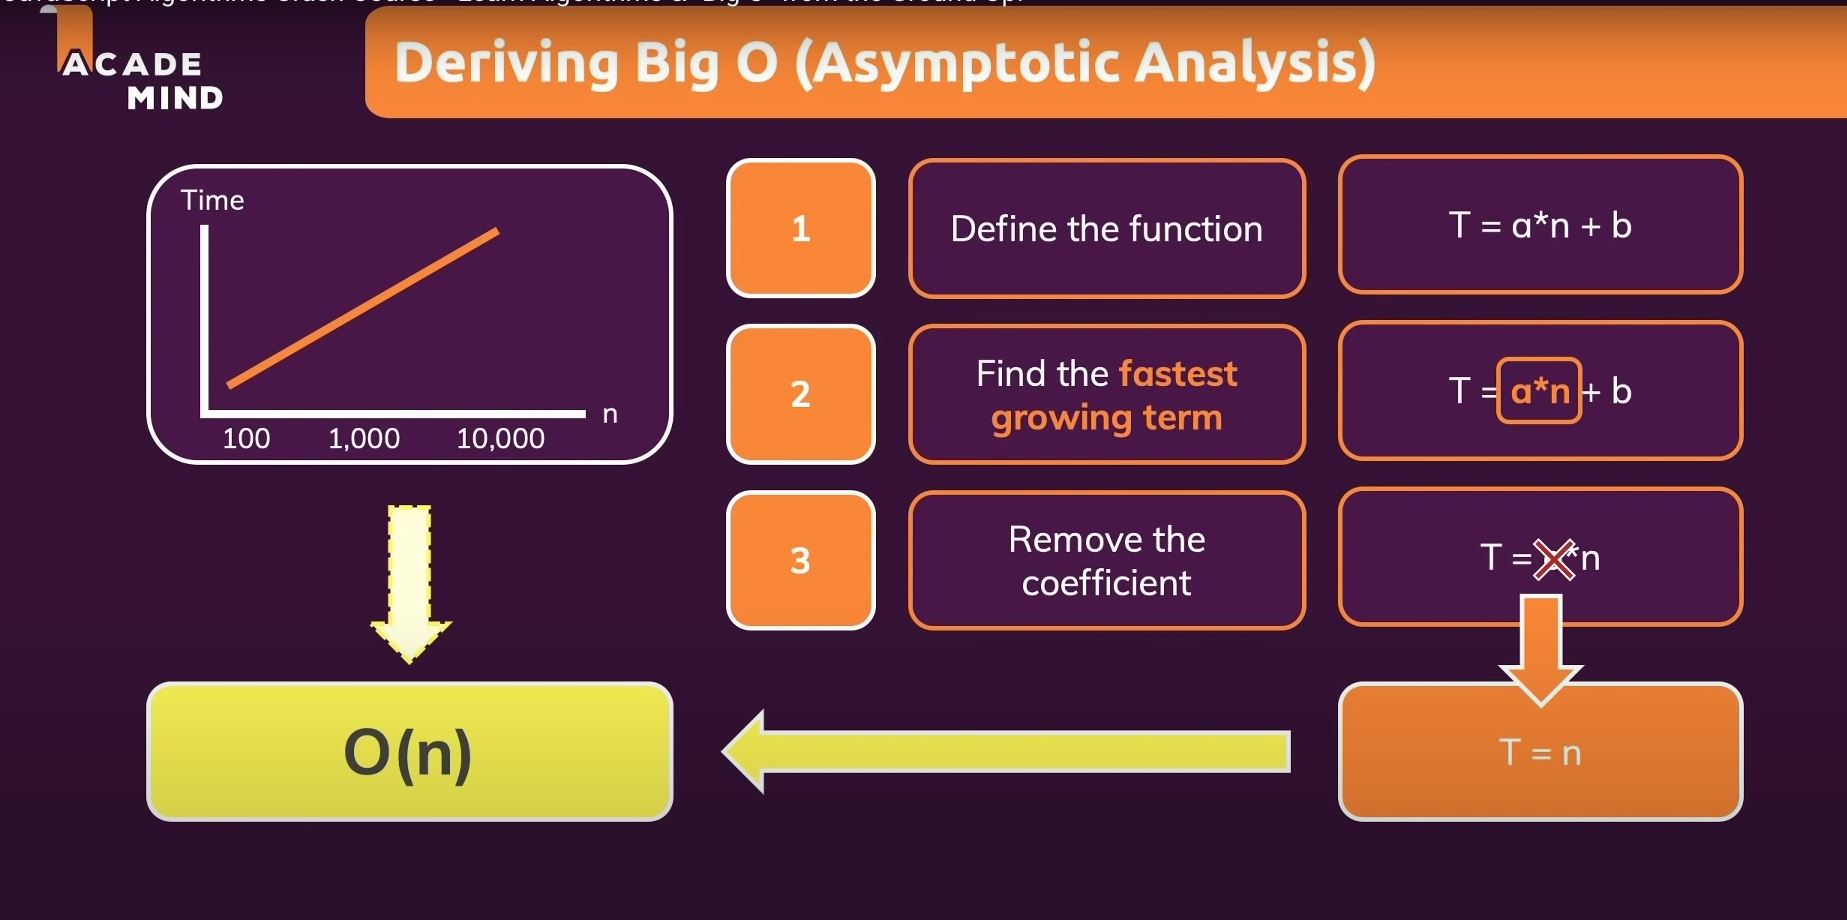 ACADE
MIND
Deriving Big O (Asymptotic Analysis)
Time
n
100 1,000 10,000
1
Define the function
T = a*n + b
2
Find the fastest
growing term
T = a*n + b
3
Remove the
coefficient
T = *n
T = n
O(n)